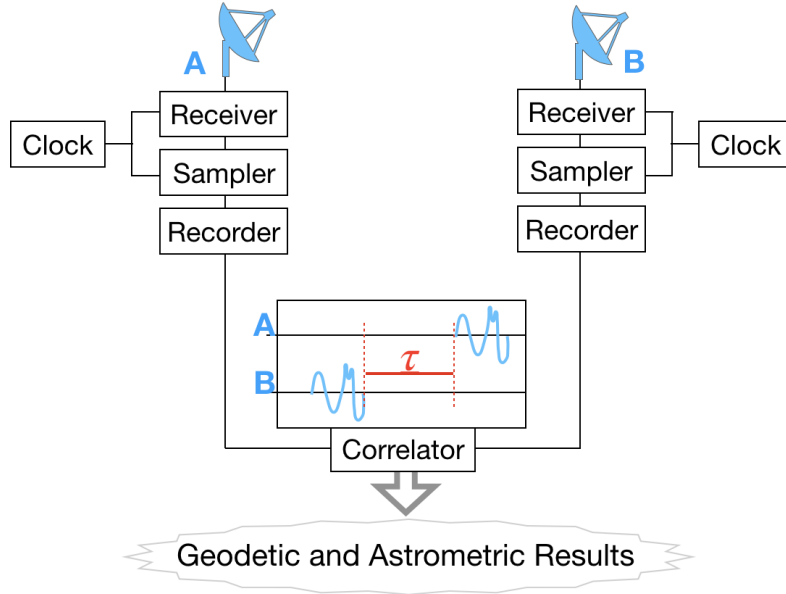 A
B
Receiver
Receiver
Clock
Clock
Sampler
Sampler
Recorder
Recorder
A
τ
B
Correlator
Geodetic and Astrometric Results